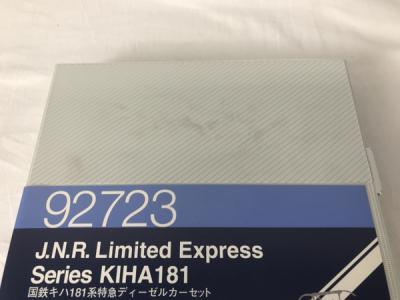 92723
J.N.R. Limited Express
Series KIHA181
国鉄キハ181系特急ディーゼルカーセット